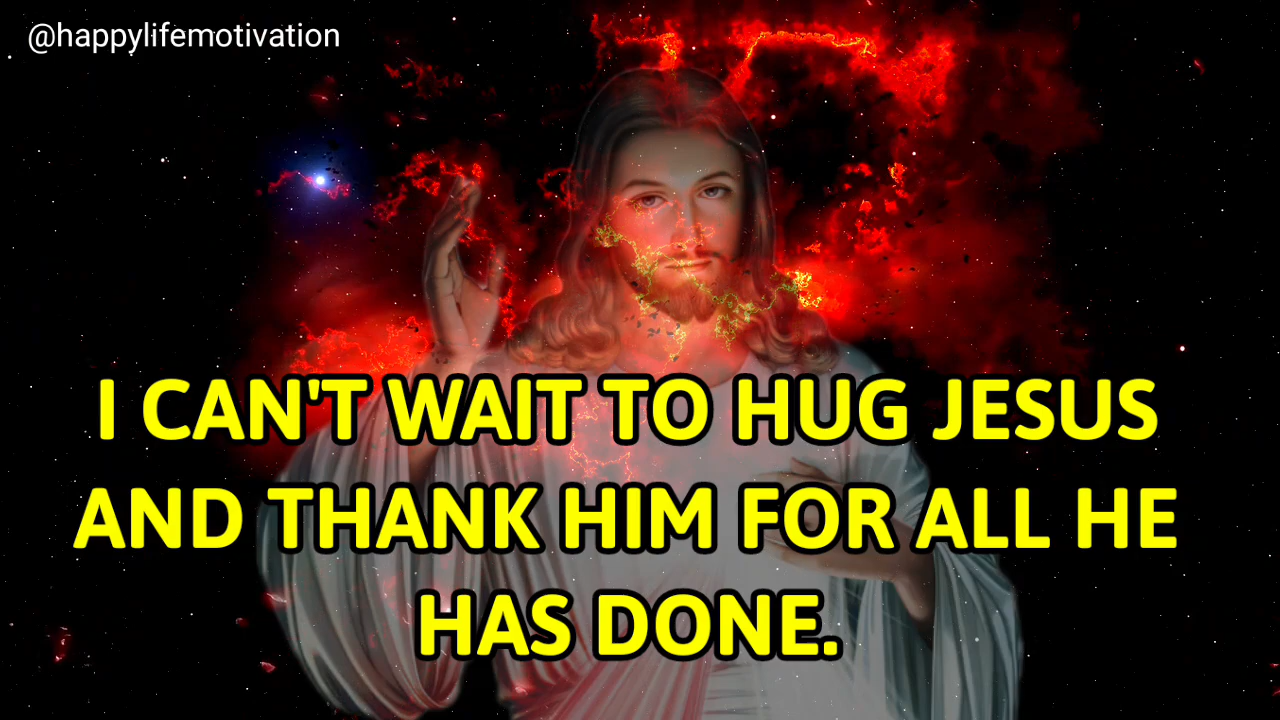 @happylifemotivation
I CAN'T WAIT TO HUG JESUS
AND THANK HIM FOR ALL HE
HAS DONE.